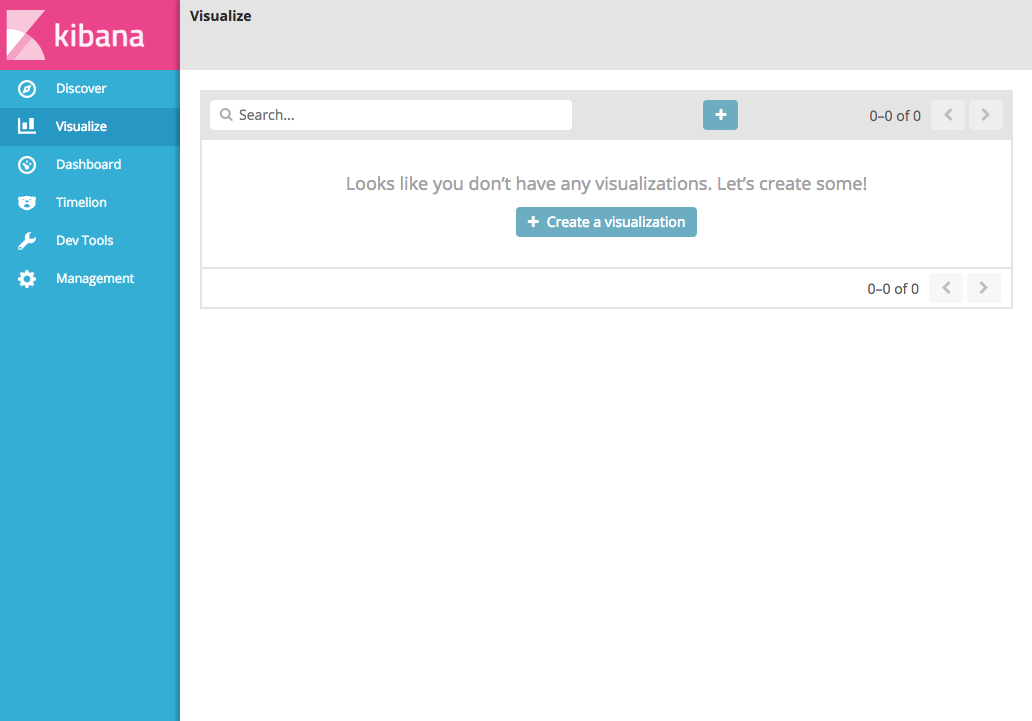 kibana
Visualize
Discover
Visualize
Dashboard
Timelion
Dev Tools
Management
Search...
0–0 of 0
Looks like you don’t have any visualizations. Let’s create some!
Create a visualization
0–0 of 0